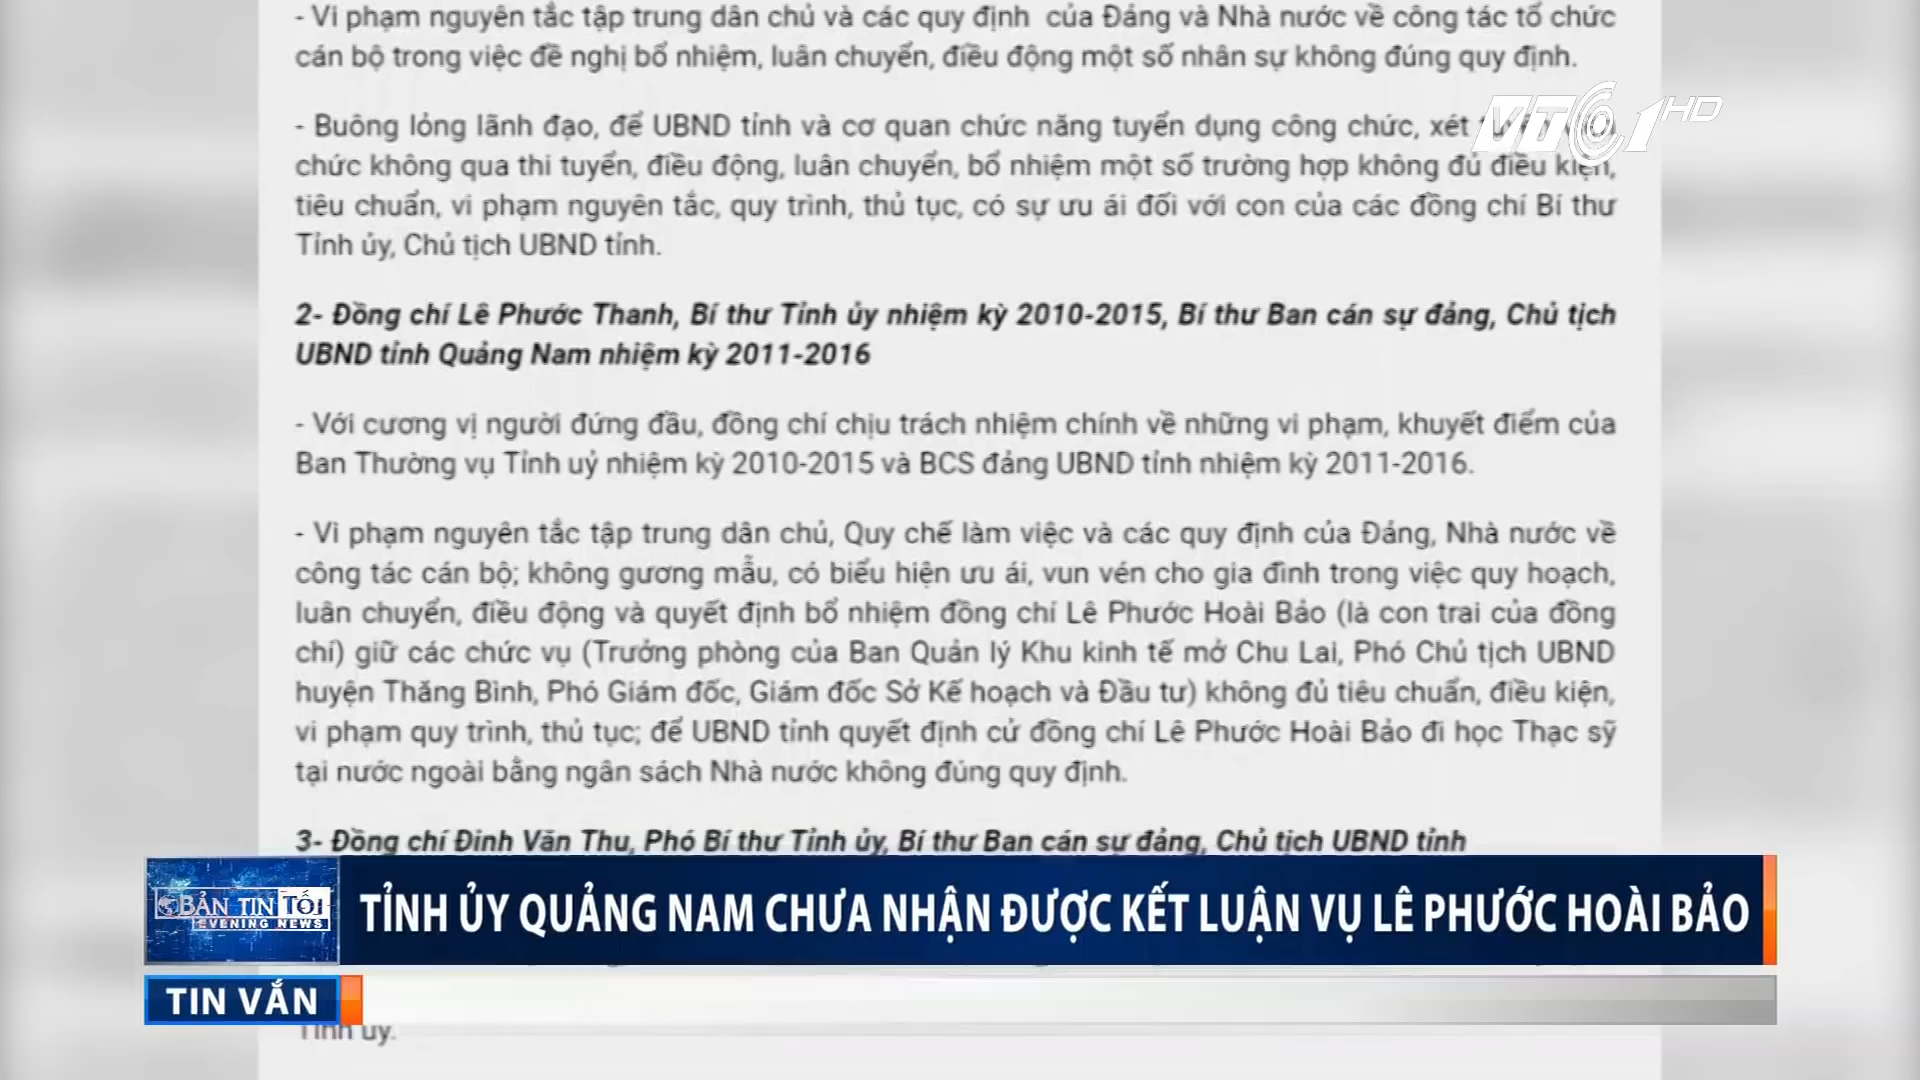 - Vi phạm nguyên tắc tập trung dân chủ và các quy định của Đảng và Nhà nước về công tác tổ chức
cán bộ trong việc đề nghị bổ nhiệm, luân chuyển, điều động một số nhân sự không đúng quy định.
- Buông lỏng lãnh đạo, để UBND tỉnh và cơ quan chức năng tuyển dụng công chức, xét
chức không qua thi tuyển, điều động, luân chuyển, bổ nhiệm một số trường hợp không đủ điều kiện,
tiêu chuẩn, vi phạm nguyên tắc, quy trình, thủ tục, có sự ưu ái đối với con của các đồng chí Bí thư
Tỉnh ủy, Chủ tịch UBND tỉnh.
VTC1 HD
2- Đồng chí Lê Phước Thanh, Bí thư Tỉnh ủy nhiệm kỳ 2010-2015, Bí thư Ban cán sự đảng, Chủ tịch
UBND tỉnh Quảng Nam nhiệm kỳ 2011-2016
- Với cương vị người đứng đầu, đồng chí chịu trách nhiệm chính về những vi phạm, khuyết điểm của
Ban Thường vụ Tỉnh uỷ nhiệm kỳ 2010-2015 và BCS đảng UBND tỉnh nhiệm kỳ 2011-2016.
- Vi phạm nguyên tắc tập trung dân chủ, Quy chế làm việc và các quy định của Đảng, Nhà nước về
công tác cán bộ; không gương mẫu, có biểu hiện ưu ái, vun vén cho gia đình trong việc quy hoạch,
luân chuyển, điều động và quyết định bổ nhiệm đồng chí Lê Phước Hoài Bảo (là con trai của đồng
chí) giữ các chức vụ (Trưởng phòng của Ban Quản lý Khu kinh tế mở Chu Lai, Phó Chủ tịch UBND
huyện Thăng Bình, Phó Giám đốc, Giám đốc Sở Kế hoạch và Đầu tư) không đủ tiêu chuẩn, điều kiện,
vi phạm quy trình, thủ tục; để UBND tỉnh quyết định cử đồng chí Lê Phước Hoài Bảo đi học Thạc sỹ
tại nước ngoài bằng ngân sách Nhà nước không đúng quy định.
3- Đồng chí Đinh Văn Thu, Phó Bí thư Tỉnh ủy, Bí thư Ban cán sự đảng, Chủ tịch UBND tỉnh
BẢN TIN TỐI
EVENING NEWS
TỈNH ỦY QUẢNG NAM CHƯA NHẬN ĐƯỢC KẾT LUẬN VỤ LÊ PHƯỚC HOÀI BẢO
TIN VẮN
Tỉnh ủy.